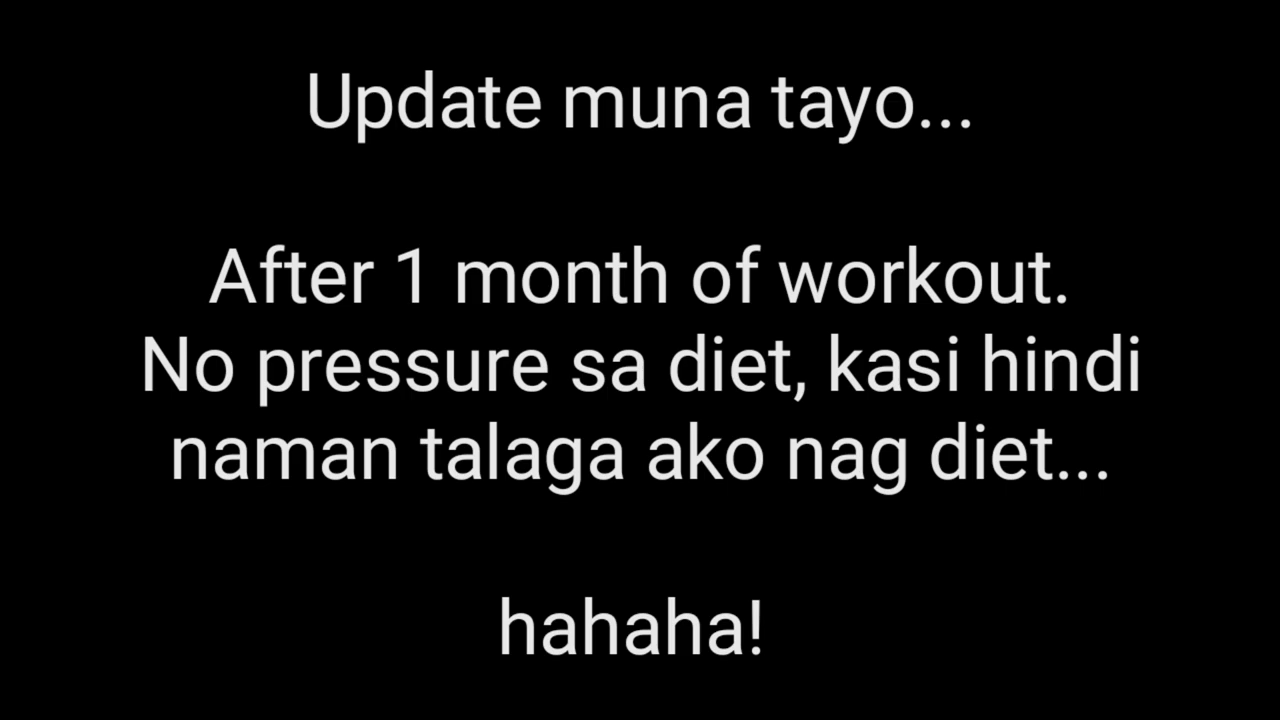 Update muna tayo...
After 1 month of workout.
No pressure sa diet, kasi hindi
naman talaga ako nag diet...
hahaha!